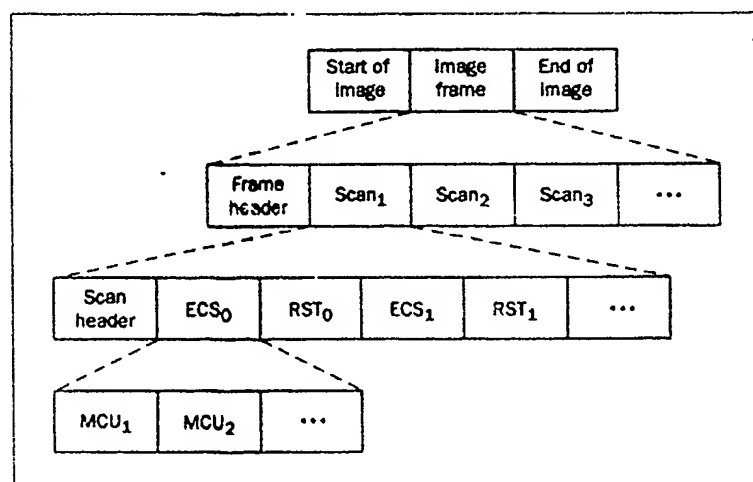 Start of image
Image frame
End of image
Frame header
Scan1
Scan2
Scan3
...
Scan header
ECS0
RST0
ECS1
RST1
...
MCU1
MCU2
...